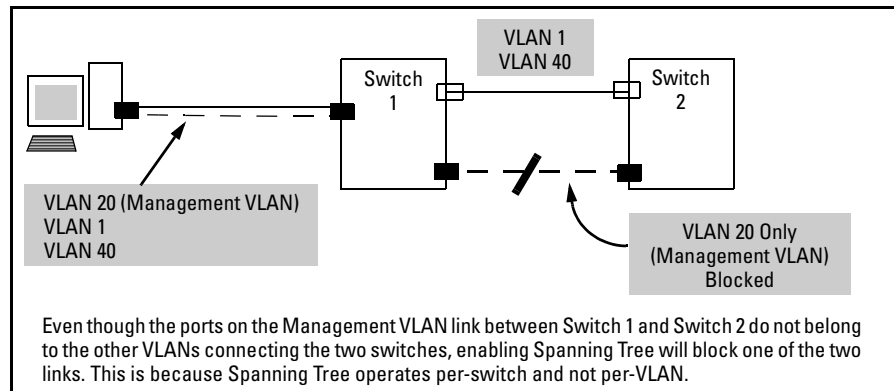 VLAN 1
VLAN 40
Switch
1
Switch
2
VLAN 20 (Management VLAN)
VLAN 1
VLAN 40
VLAN 20 Only
(Management VLAN)
Blocked
Even though the ports on the Management VLAN link between Switch 1 and Switch 2 do not belong
to the other VLANs connecting the two switches, enabling Spanning Tree will block one of the two
links. This is because Spanning Tree operates per-switch and not per-VLAN.